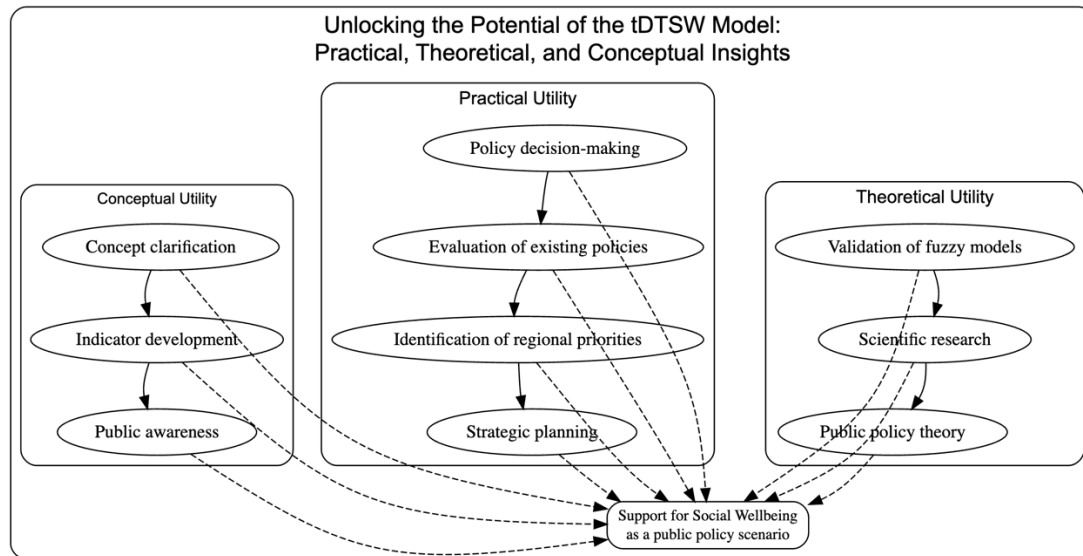 Unlocking the Potential of the tDTSW Model:
Practical, Theoretical, and Conceptual Insights
Conceptual Utility
Concept clarification
Indicator development
Public awareness
Practical Utility
Policy decision-making
Evaluation of existing policies
Identification of regional priorities
Strategic planning
Theoretical Utility
Validation of fuzzy models
Scientific research
Public policy theory
Support for Social Wellbeing
as a public policy scenario